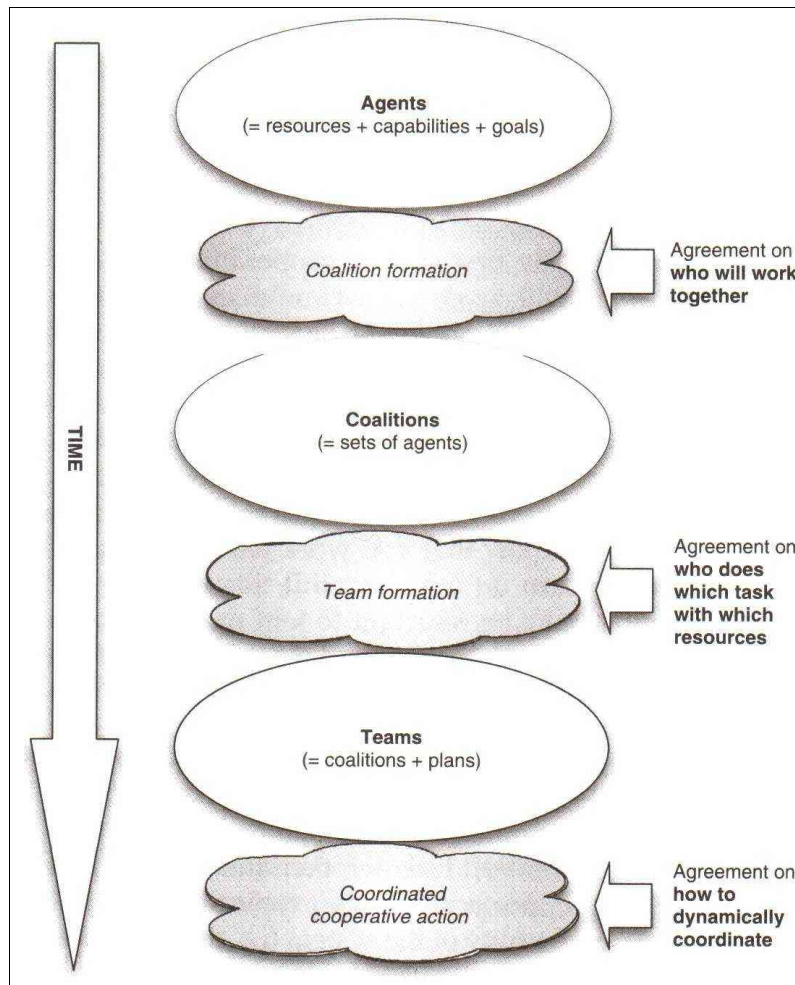 Agents
(= resources + capabilities + goals)
Coalition formation
Agreement on
who will work
together
Coalitions
(= sets of agents)
TIME
Team formation
Agreement on
who does
which task
with which
resources
Teams
(= coalitions + plans)
Coordinated
cooperative action
Agreement on
how to
dynamically
coordinate